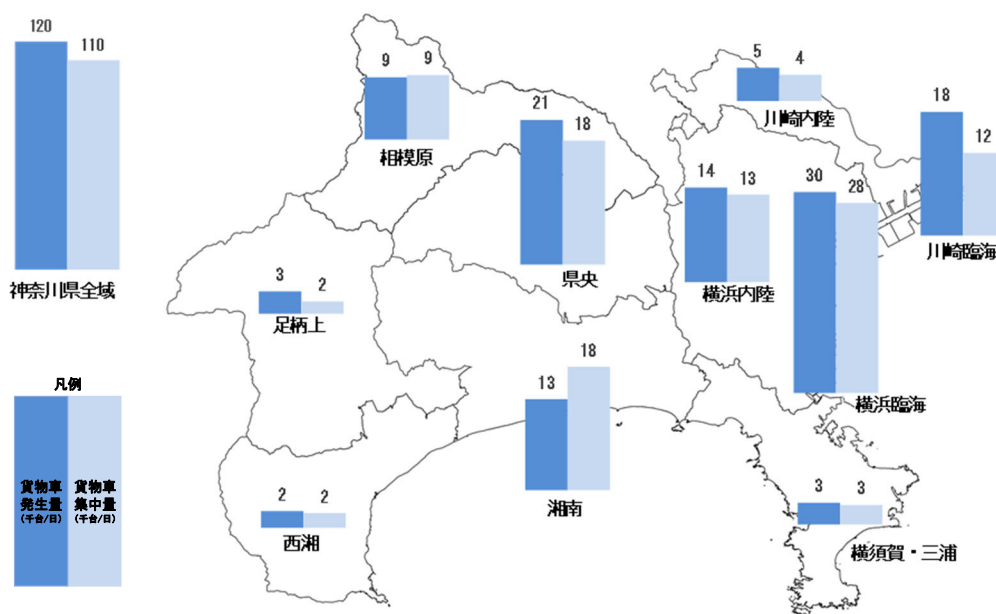 120
110
神奈川県全域
9
9
相模原
21
18
県央
5
4
川崎内陸
18
12
川崎臨海
14
13
横浜内陸
30
28
横浜臨海
3
2
足柄上
13
18
湘南
2
2
西湘
3
3
横須賀・三浦
凡例
貨物車
発生量
(千台/日)
貨物車
集中量
(千台/日)